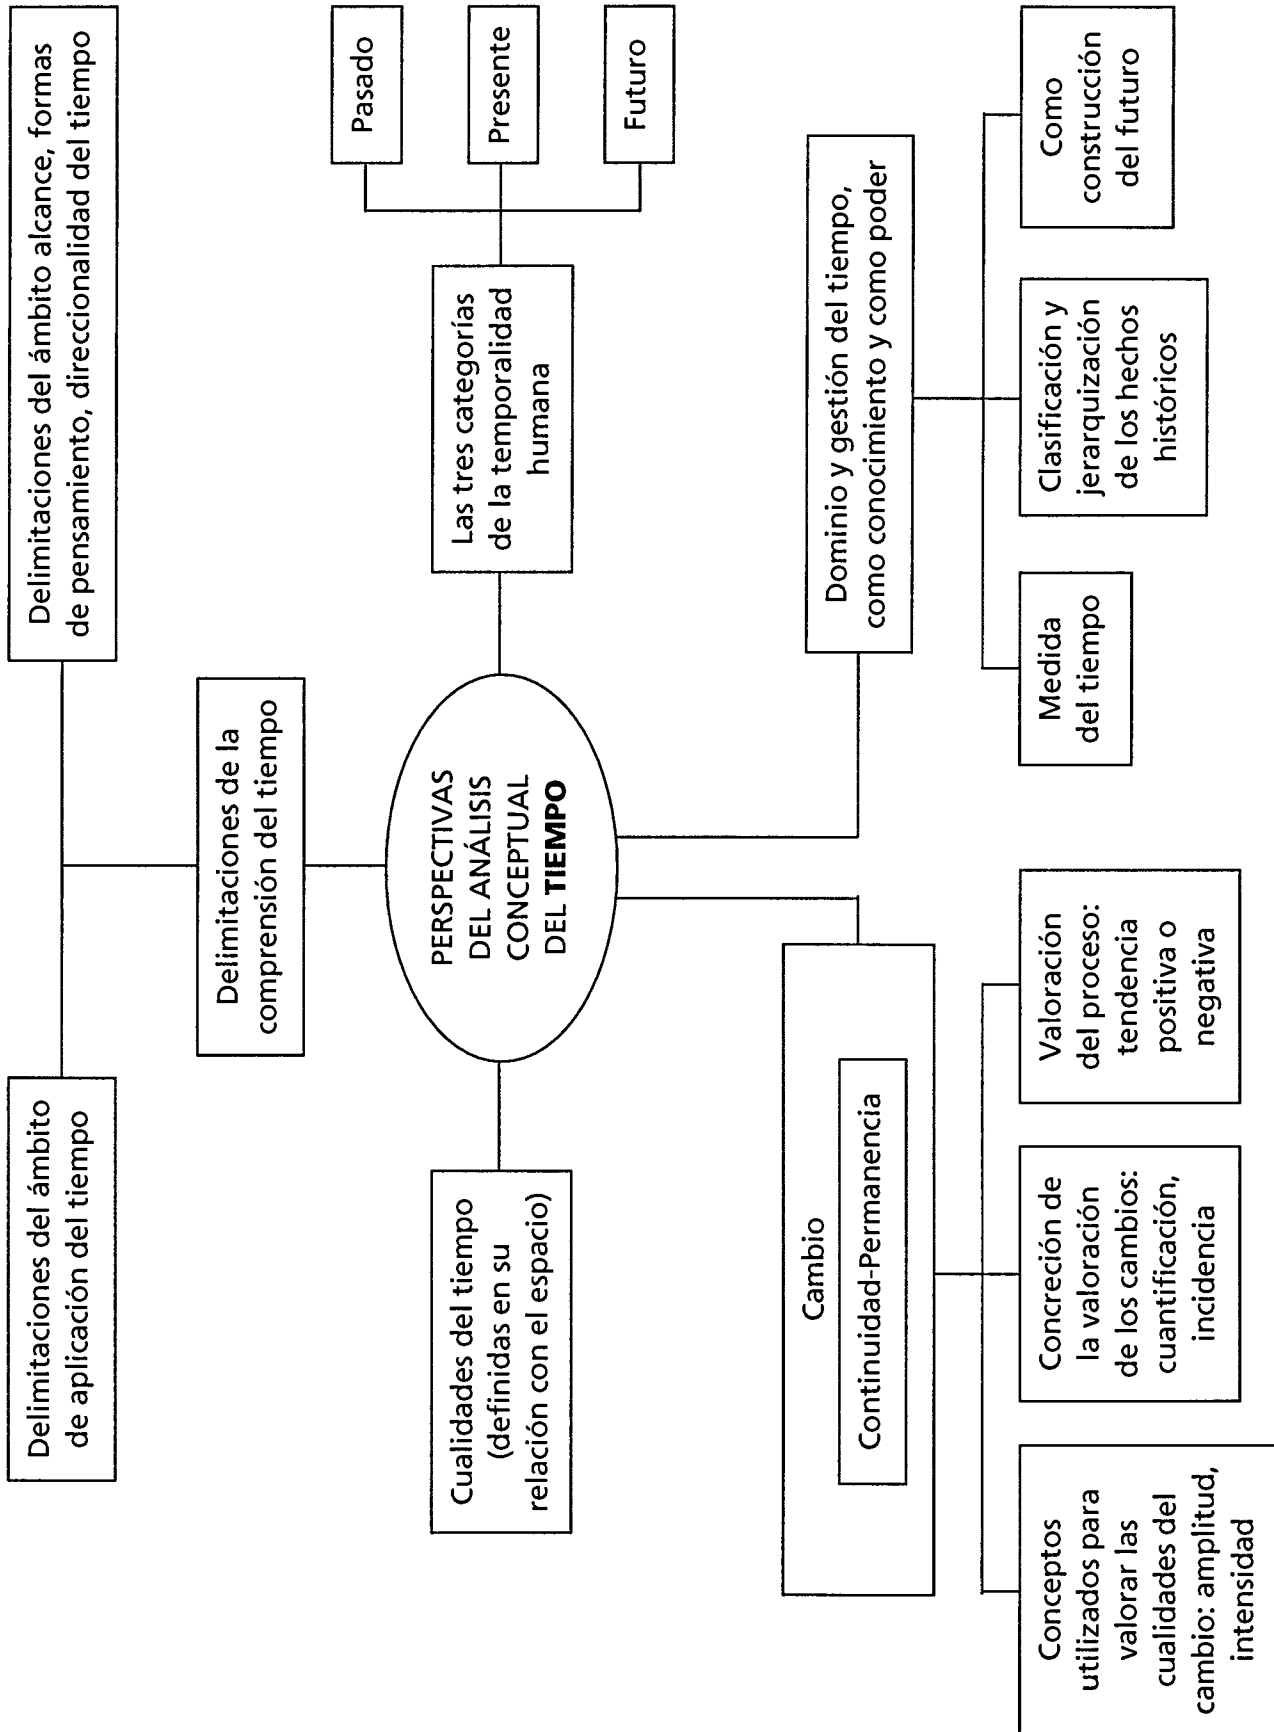 Delimitaciones del ámbito
de aplicación del tiempo
Delimitaciones del ámbito alcance, formas
de pensamiento, direccionalidad del tiempo
Delimitaciones de la
comprensión del tiempo
Cualidades del tiempo
(definidas en su
relación con el espacio)
PERSPECTIVAS
DEL ANÁLISIS
CONCEPTUAL
DEL TIEMPO
Las tres categorías
de la temporalidad
humana
Pasado
Presente
Futuro
Cambio
Continuidad-Permanencia
Dominio y gestión del tiempo,
como conocimiento y como poder
Conceptos
utilizados para
valorar las
cualidades del
cambio: amplitud,
intensidad
Concreción de
la valoración
de los cambios:
cuantificación,
incidencia
Valoración
del proceso:
tendencia
positiva o
negativa
Medida
del tiempo
Clasificación y
jerarquización
de los hechos
históricos
Como
construcción
del futuro